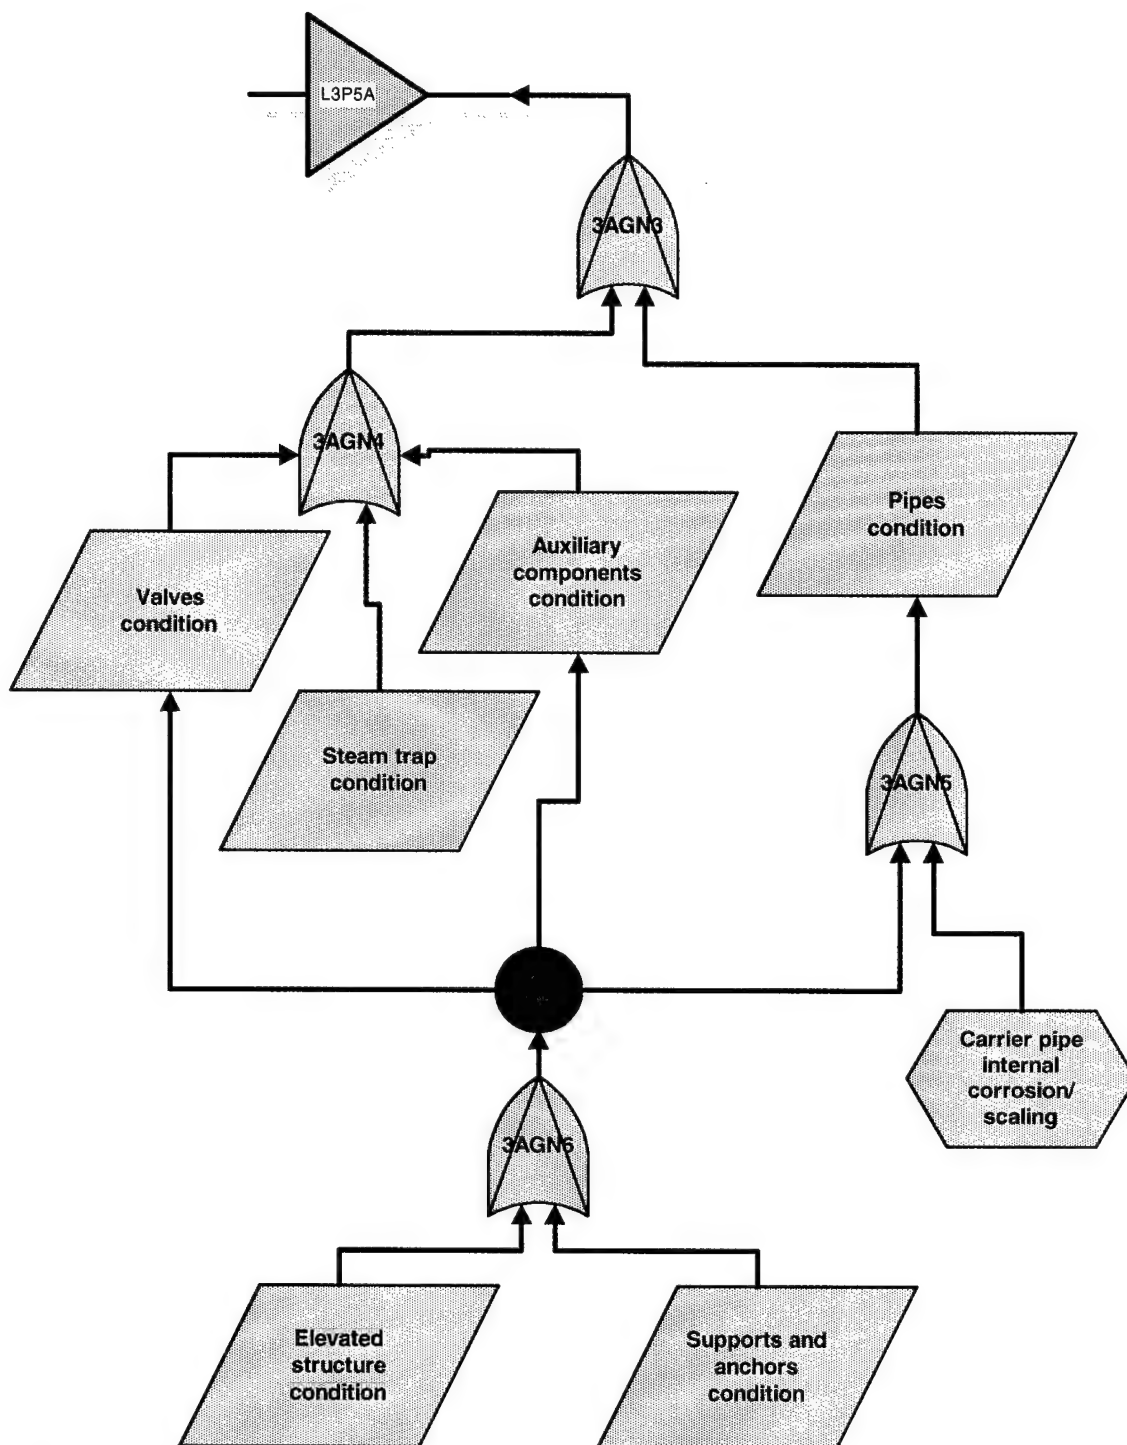 L3P5A
3AGN3
3AGN4
Pipes
condition
Auxiliary
components
condition
Valves
condition
Steam trap
condition
3AGN5
Carrier pipe
internal
corrosion/
scaling
3AGN6
Elevated
structure
condition
Supports and
anchors
condition